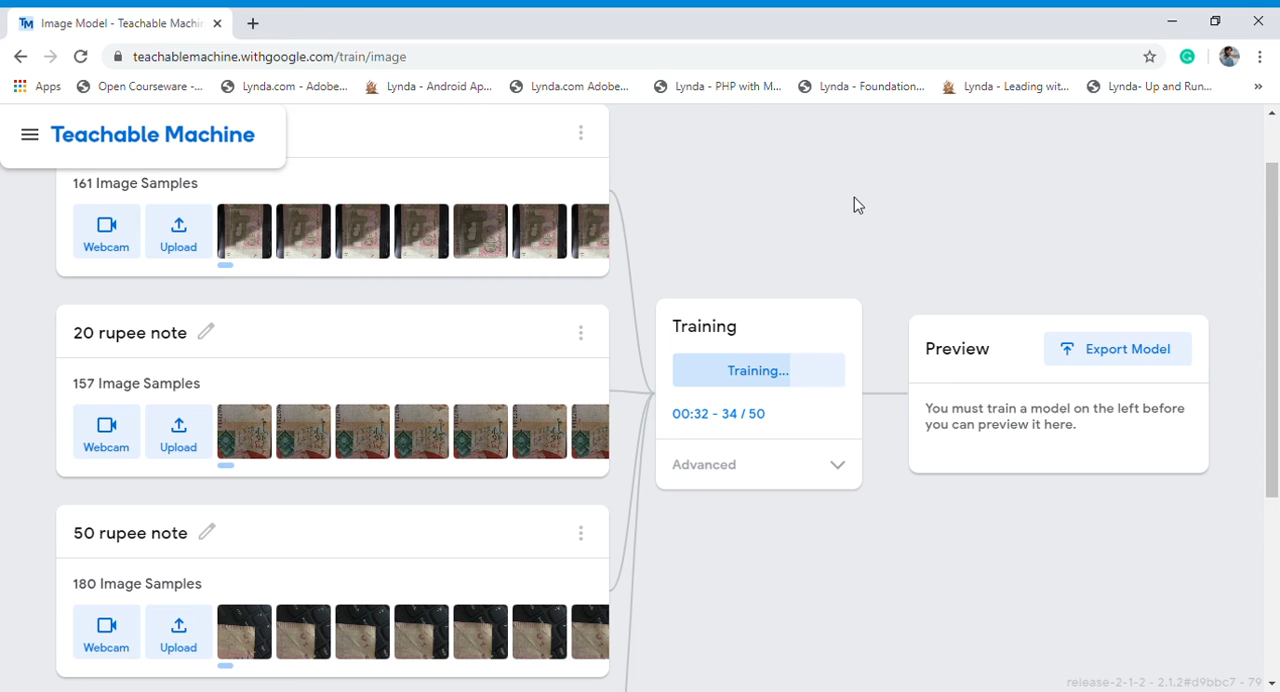 Image Model - Teachable Machin
teachablemachine.withgoogle.com/train/image
Apps
Open Courseware -...
Lynda.com - Adobe...
Lynda - Android Ap...
Lynda.com Adobe...
Lynda - PHP with M...
Lynda - Foundation...
Lynda - Leading wit...
Lynda- Up and Run...
»
Teachable Machine
161 Image Samples
Webcam
Upload
20 rupee note
157 Image Samples
Webcam
Upload
50 rupee note
180 Image Samples
Webcam
Upload
Training
Training...
00:32 - 34 / 50
Advanced
Preview
Export Model
You must train a model on the left before
you can preview it here.
release-2-1-2 - 2.1.2#d9bbc7 - 79